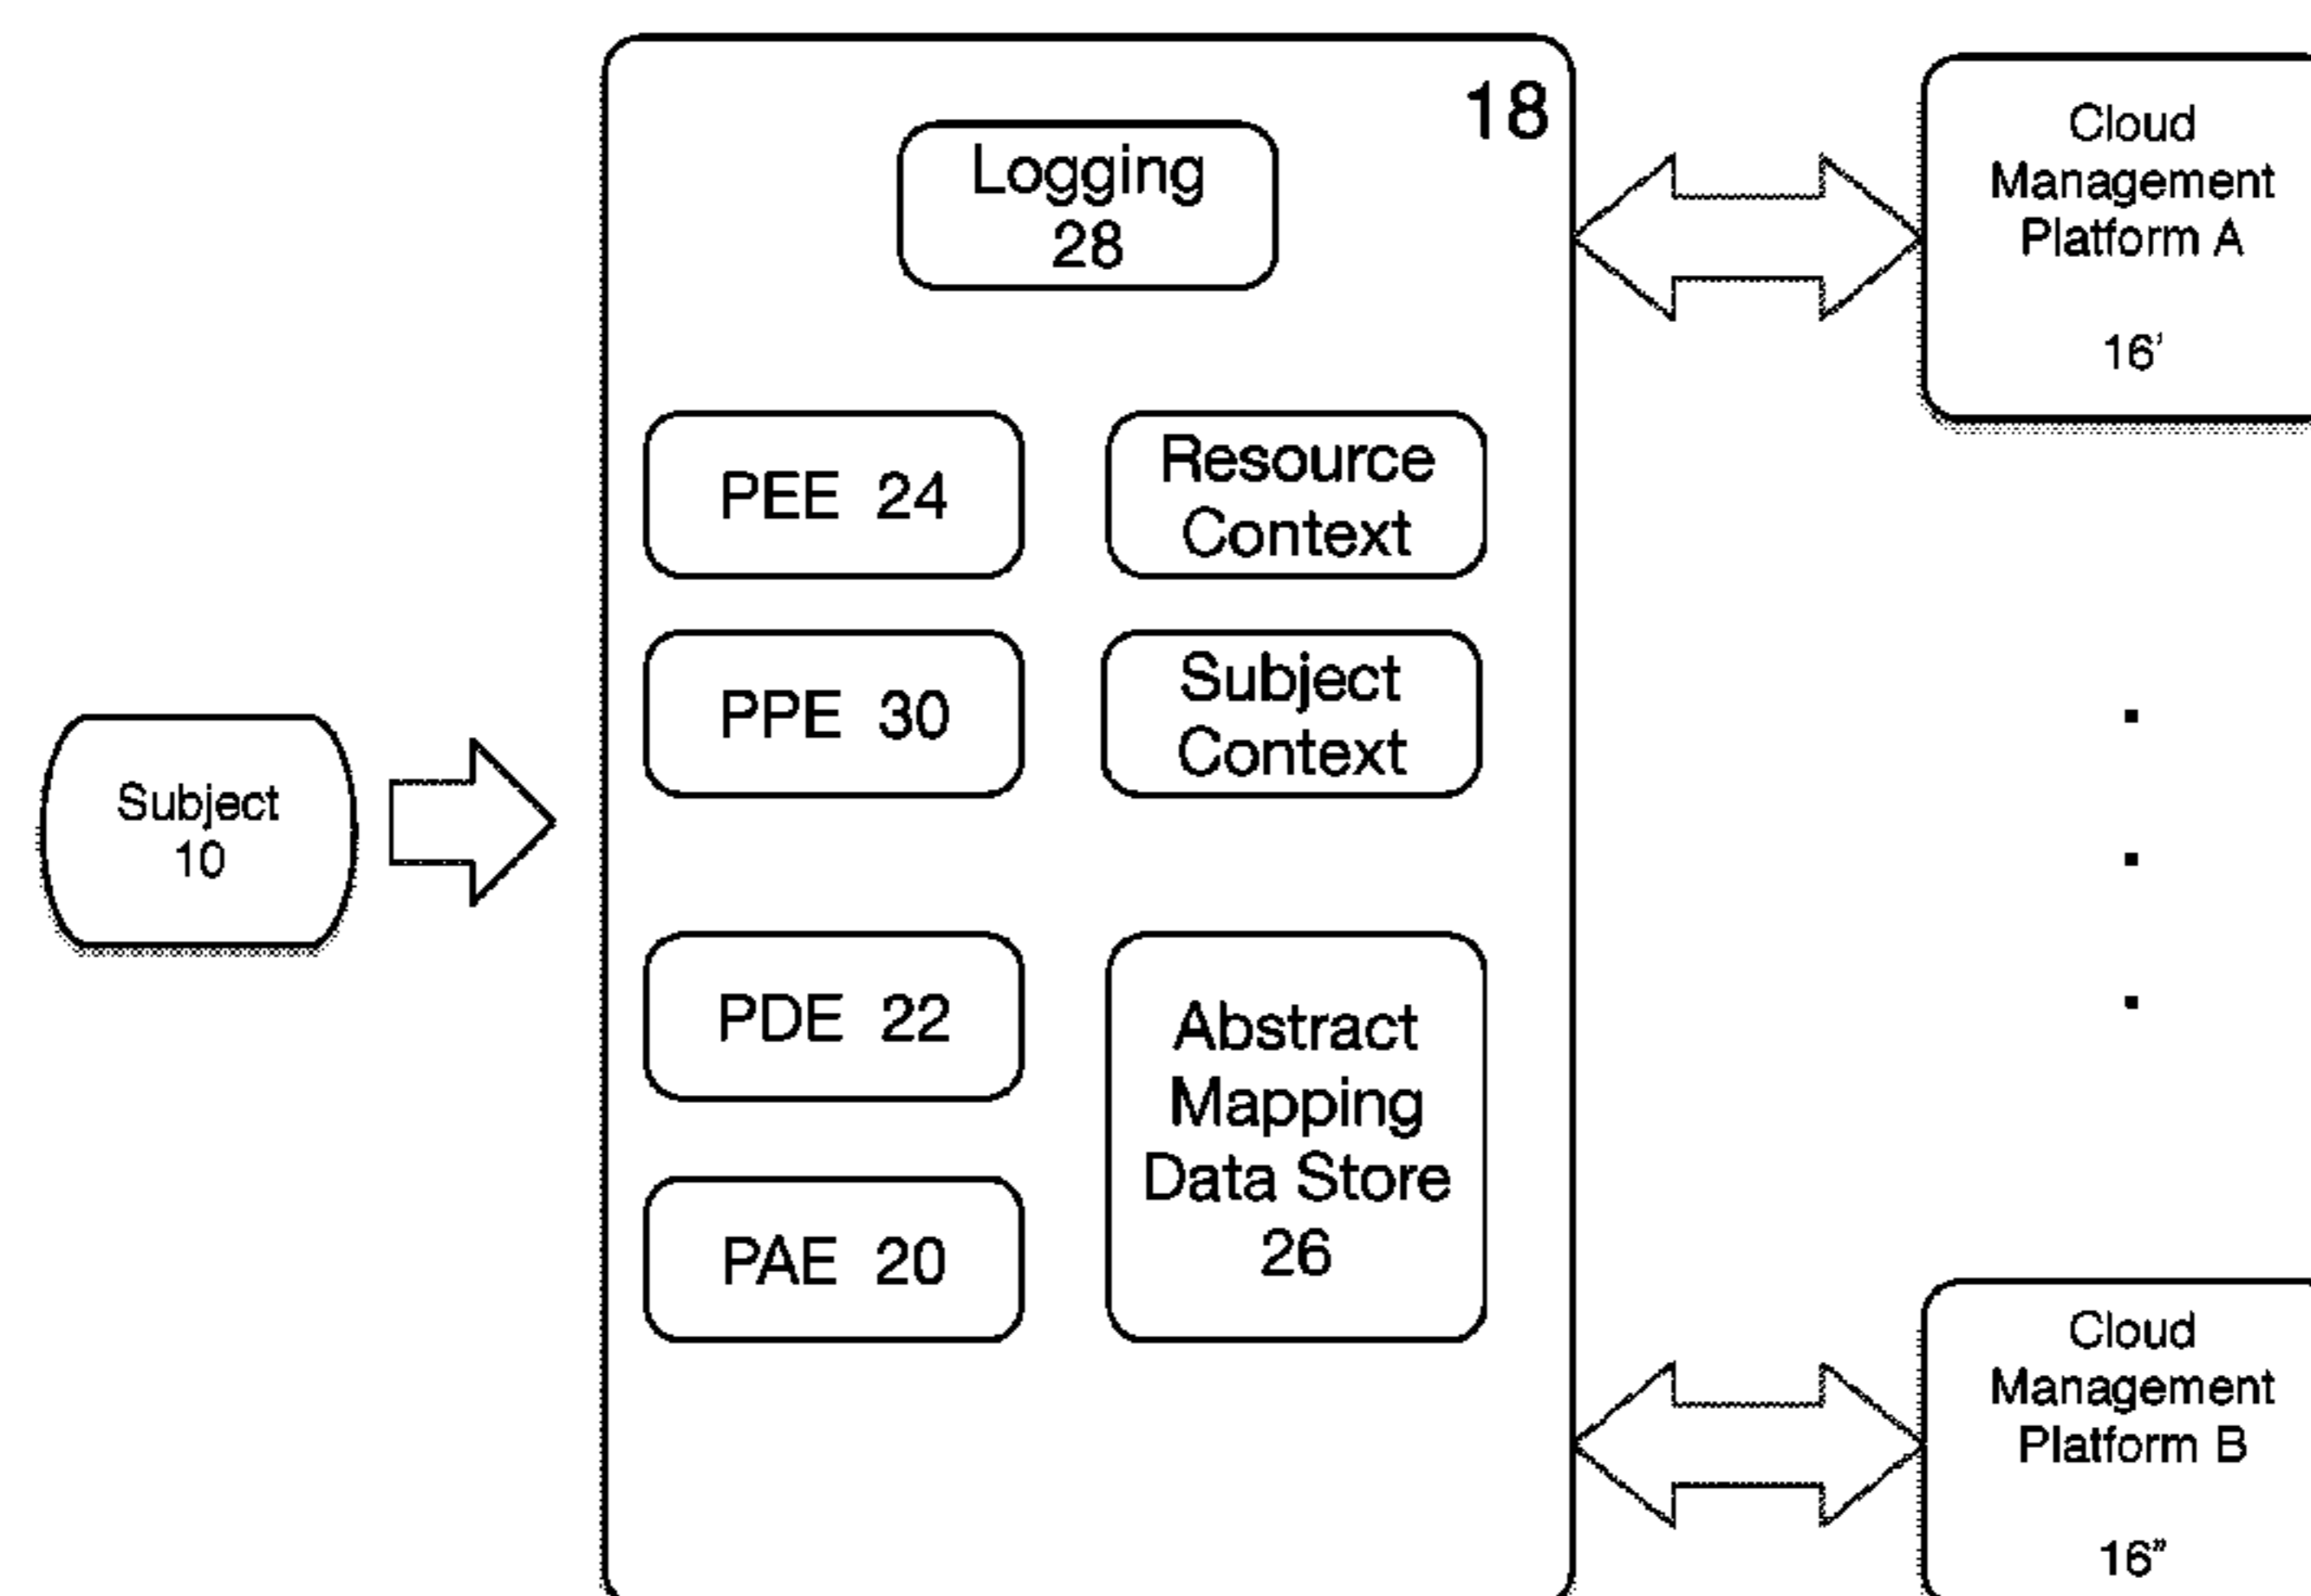 18
Logging
28
Cloud
Management
Platform A
16'
PEE 24
Resource
Context
PPE 30
Subject
Context
Subject
10
PDE 22
Abstract
Mapping
Data Store
26
PAE 20
Cloud
Management
Platform B
16"